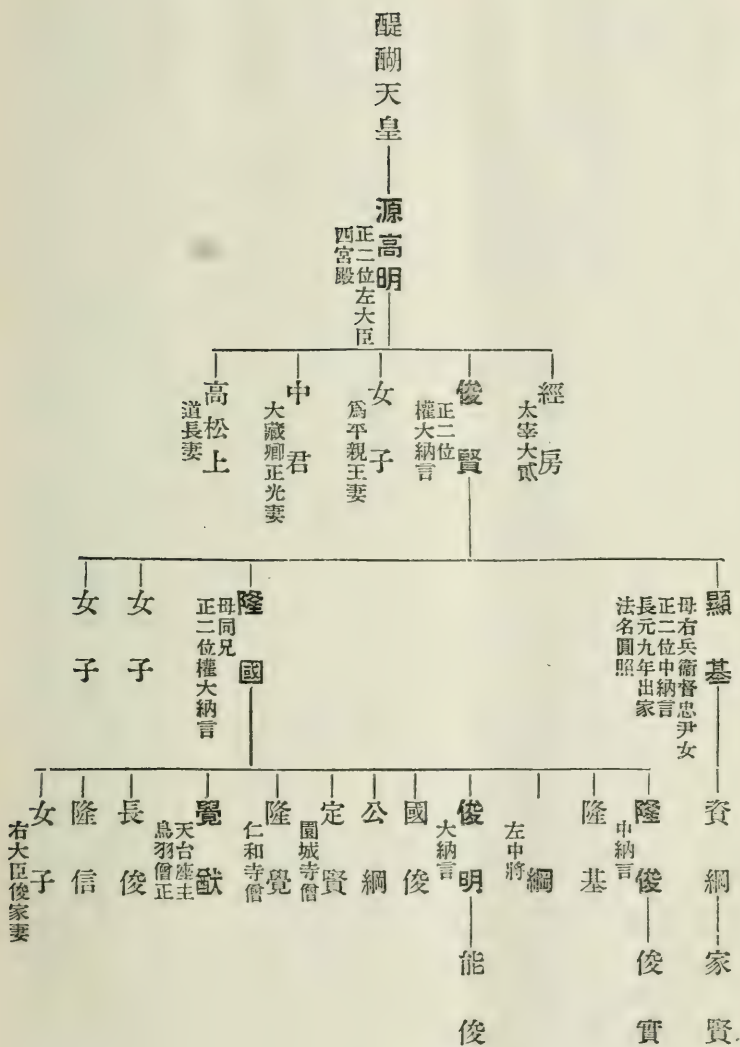 醍醐天皇
源高明
正二位左大臣
四宮殿
經房
太宰大貳
俊賢
正二位
權大納言
女子
爲平親王妻
中君
大藏卿正光妻
高松上
道長妻
顯基
母右兵衞督忠尹女
正二位中納言
長元九年出家
法名圓照
隆國
母同兄
正二位權大納言
女子
女子
資綱
家賢
隆俊
中納言
俊實
隆基
綱
左中將
俊明
大納言
能俊
國俊
公綱
定賢
園城寺僧
隆覺
仁和寺僧
覺猷
天台座主
鳥羽僧正
長俊
隆信
女子
右大臣俊家妻